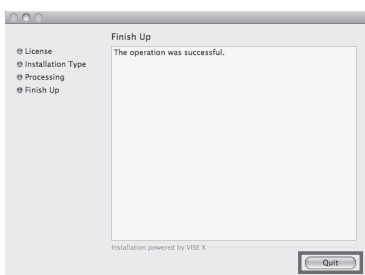 Finish Up
License
Installation Type
Processing
Finish Up
The operation was successful.
Installation powered by VISE X
Quit